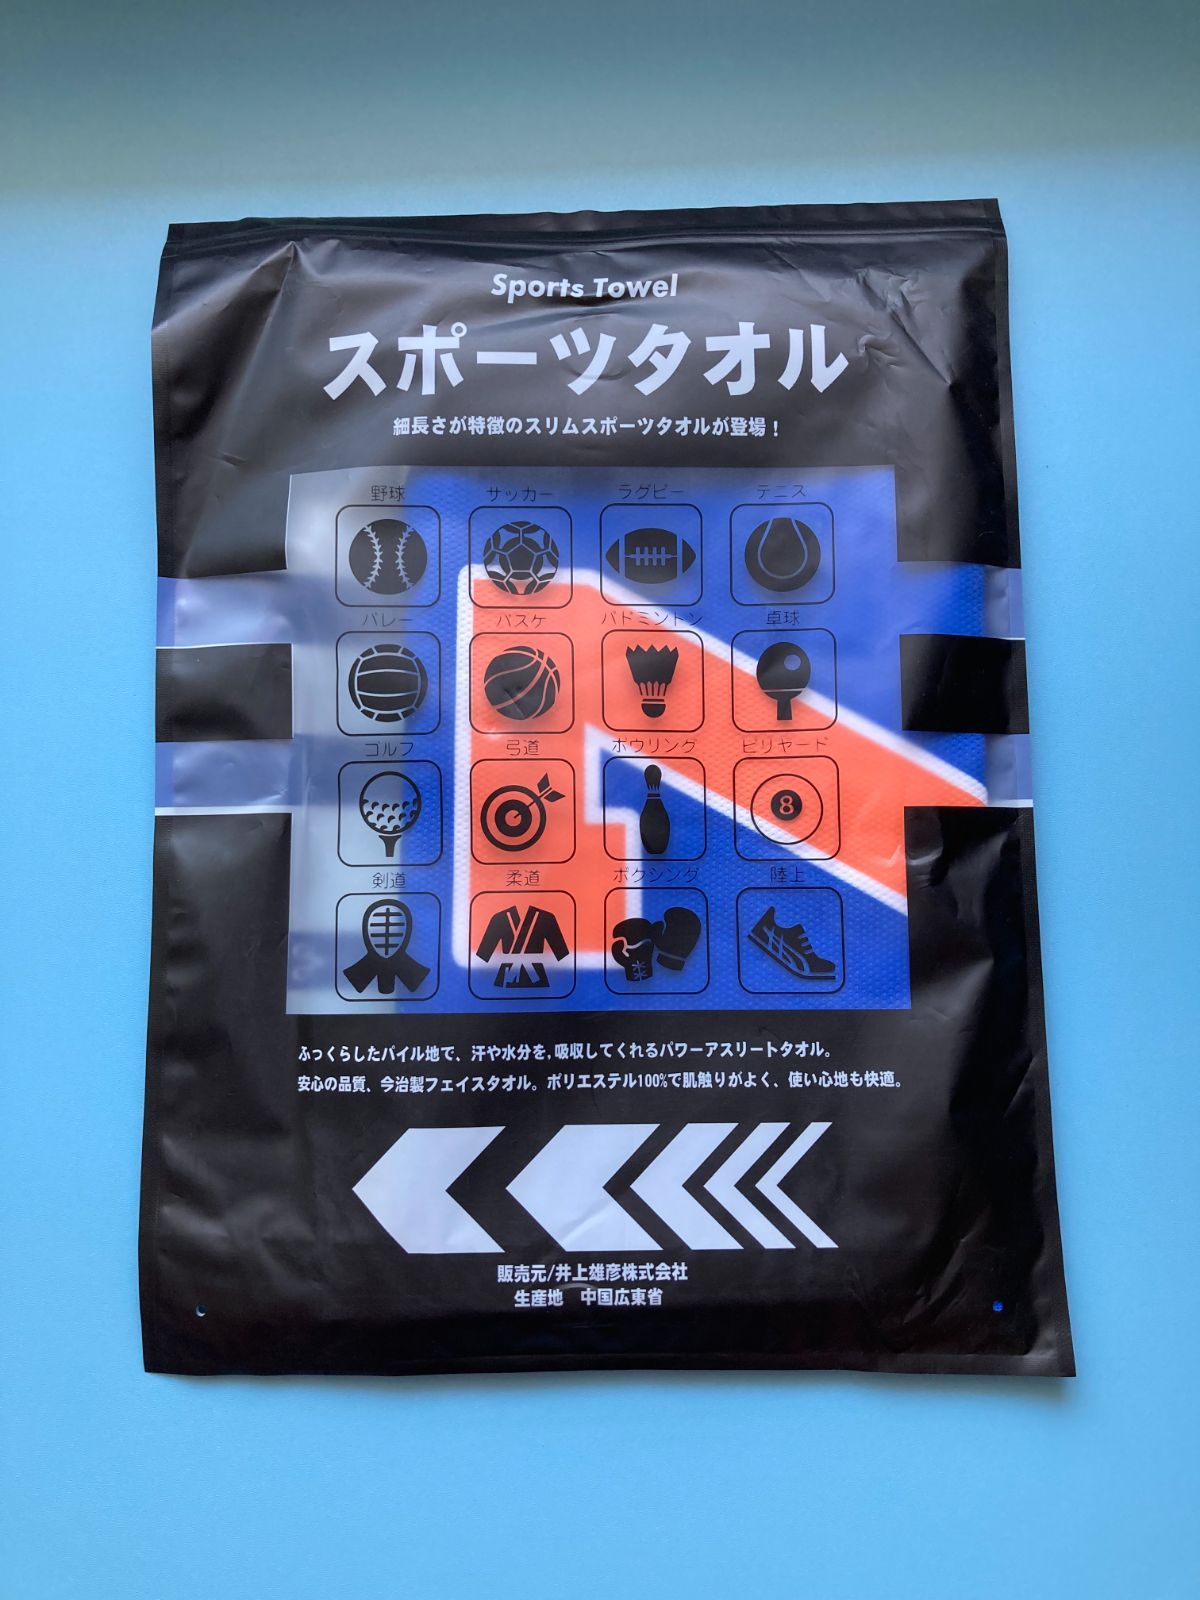 Sports Towel
スポーツタオル
細長さが特徴のスリムスポーツタオルが登場！
野球 サッカー ラグビー テニス
バレー バスケ バドミントン 卓球
ゴルフ 弓道 ボウリング ビリヤード
8
剣道 柔道 ボクシング 陸上
ふっくらしたパイル地で、汗や水分を,吸収してくれるパワーアスリートタオル。
安心の品質、今治製フェイスタオル。ポリエステル100%で肌触りがよく、使い心地も快適。
販売元/井上雄彦株式会社
生産地 中国広東省